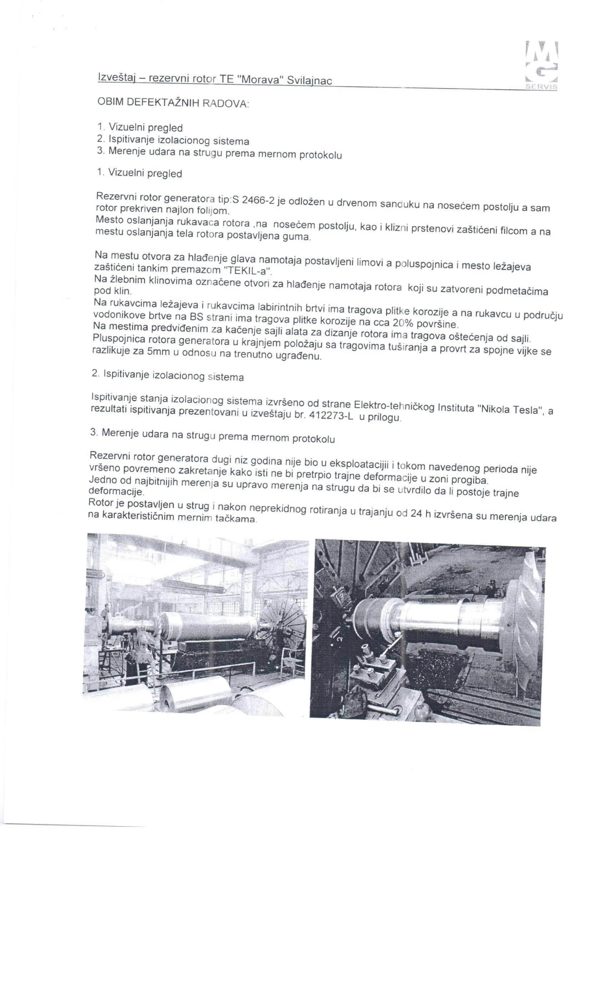 MG
SERVIS
Izveštaj – rezervni rotor TE "Morava" Svilajnac
OBIM DEFEKTAŽNIH RADOVA:
1. Vizuelni pregled
2. Ispitivanje izolacionog sistema
3. Merenje udara na strugu prema mernom protokolu
1. Vizuelni pregled
Rezervni rotor generatora tip:S 2466-2 je odložen u drvenom sanduku na nosećem postolju a sam
rotor prekriven najlon folijom.
Mesto oslanjanja rukavaca rotora ,na nosećem postolju, kao i klizni prstenovi zaštićeni filcom a na
mestu oslanjanja tela rotora postavljena guma.
Na mestu otvora za hlađenje glava namotaja postavljeni limovi a poluspojnica i mesto ležajeva
zaštićeni tankim premazom "TEKIL-a".
Na žlebnim klinovima označene otvori za hlađenje namotaja rotora koji su zatvoreni podmetačima
pod klin.
Na rukavcima ležajeva i rukavcima labirintnih brtvi ima tragova plitke korozije a na rukavcu u području
vodonikove brtve na BS strani ima tragova plitke korozije na cca 20% površine.
Na mestima predviđenim za kačenje sajli alata za dizanje rotora ima tragova oštećenja od sajli.
Pluspojnica rotora generatora u krajnjem položaju sa tragovima tuširanja a provrt za spojne vijke se
razlikuje za 5mm u odnosu na trenutno ugrađenu.
2. Ispitivanje izolacionog sistema
Ispitivanje stanja izolacionog sistema izvršeno od strane Elektro-tehničkog Instituta "Nikola Tesla", a
rezultati ispitivanja prezentovani u izveštaju br. 412273-L u prilogu.
3. Merenje udara na strugu prema mernom protokolu
Rezervni rotor generatora dugi niz godina nije bio u eksploatacijii i tokom navedenog perioda nije
vršeno povremeno zakretanje kako isti ne bi pretrpio trajne deformacije u zoni progiba.
Jedno od najbitnijih merenja su upravo merenja na strugu da bi se utvrdilo da li postoje trajne
deformacije.
Rotor je postavljen u strug i nakon neprekidnog rotiranja u trajanju od 24 h izvršena su merenja udara
na karakterističnim mernim tačkama.
3
2